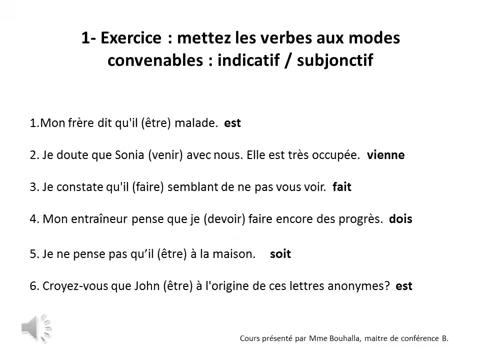 1- Exercice : mettez les verbes aux modes
convenables : indicatif / subjonctif
1.Mon frère dit qu'il (être) malade. est
2. Je doute que Sonia (venir) avec nous. Elle est très occupée. vienne
3. Je constate qu'il (faire) semblant de ne pas vous voir. fait
4. Mon entraîneur pense que je (devoir) faire encore des progrès. dois
5. Je ne pense pas qu’il (être) à la maison. soit
6. Croyez-vous que John (être) à l'origine de ces lettres anonymes? est
Cours présenté par Mme Bouhalla, maitre de conférence B.